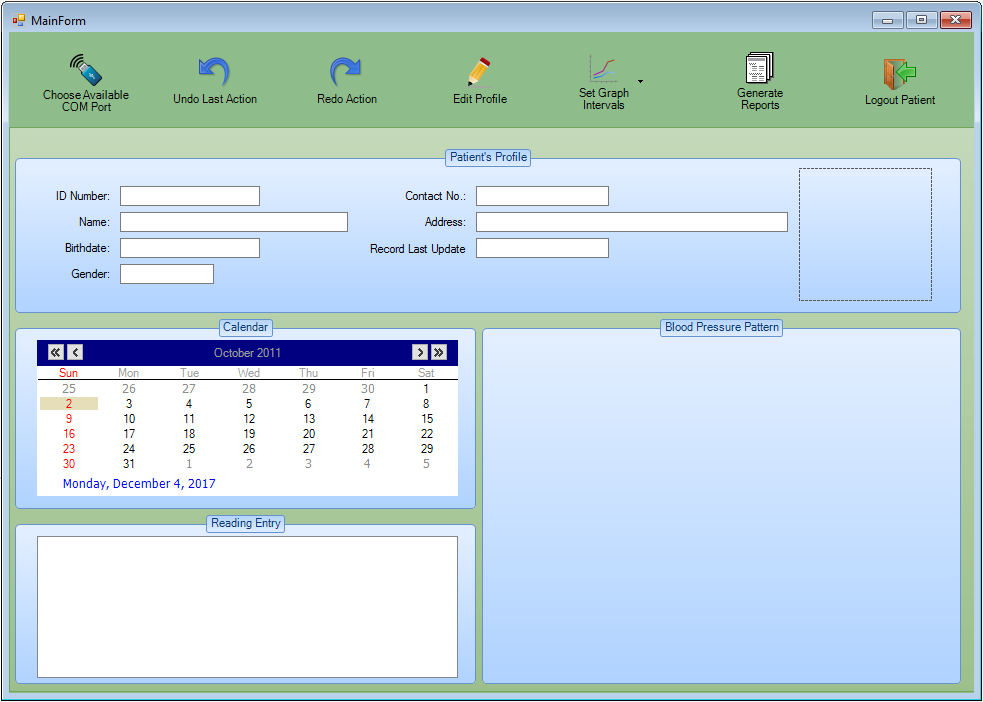 MainForm
Choose Available
COM Port
Undo Last Action
Redo Action
Edit Profile
Set Graph
Intervals
Generate
Reports
Logout Patient
Patient's Profile
ID Number:
Name:
Birthdate:
Gender:
Contact No.:
Address:
Record Last Update
Calendar
October 2011
Sun Mon Tue Wed Thu Fri Sat
25 26 27 28 29 30 1
2 3 4 5 6 7 8
9 10 11 12 13 14 15
16 17 18 19 20 21 22
23 24 25 26 27 28 29
30 31 1 2 3 4 5
Monday, December 4, 2017
Reading Entry
Blood Pressure Pattern